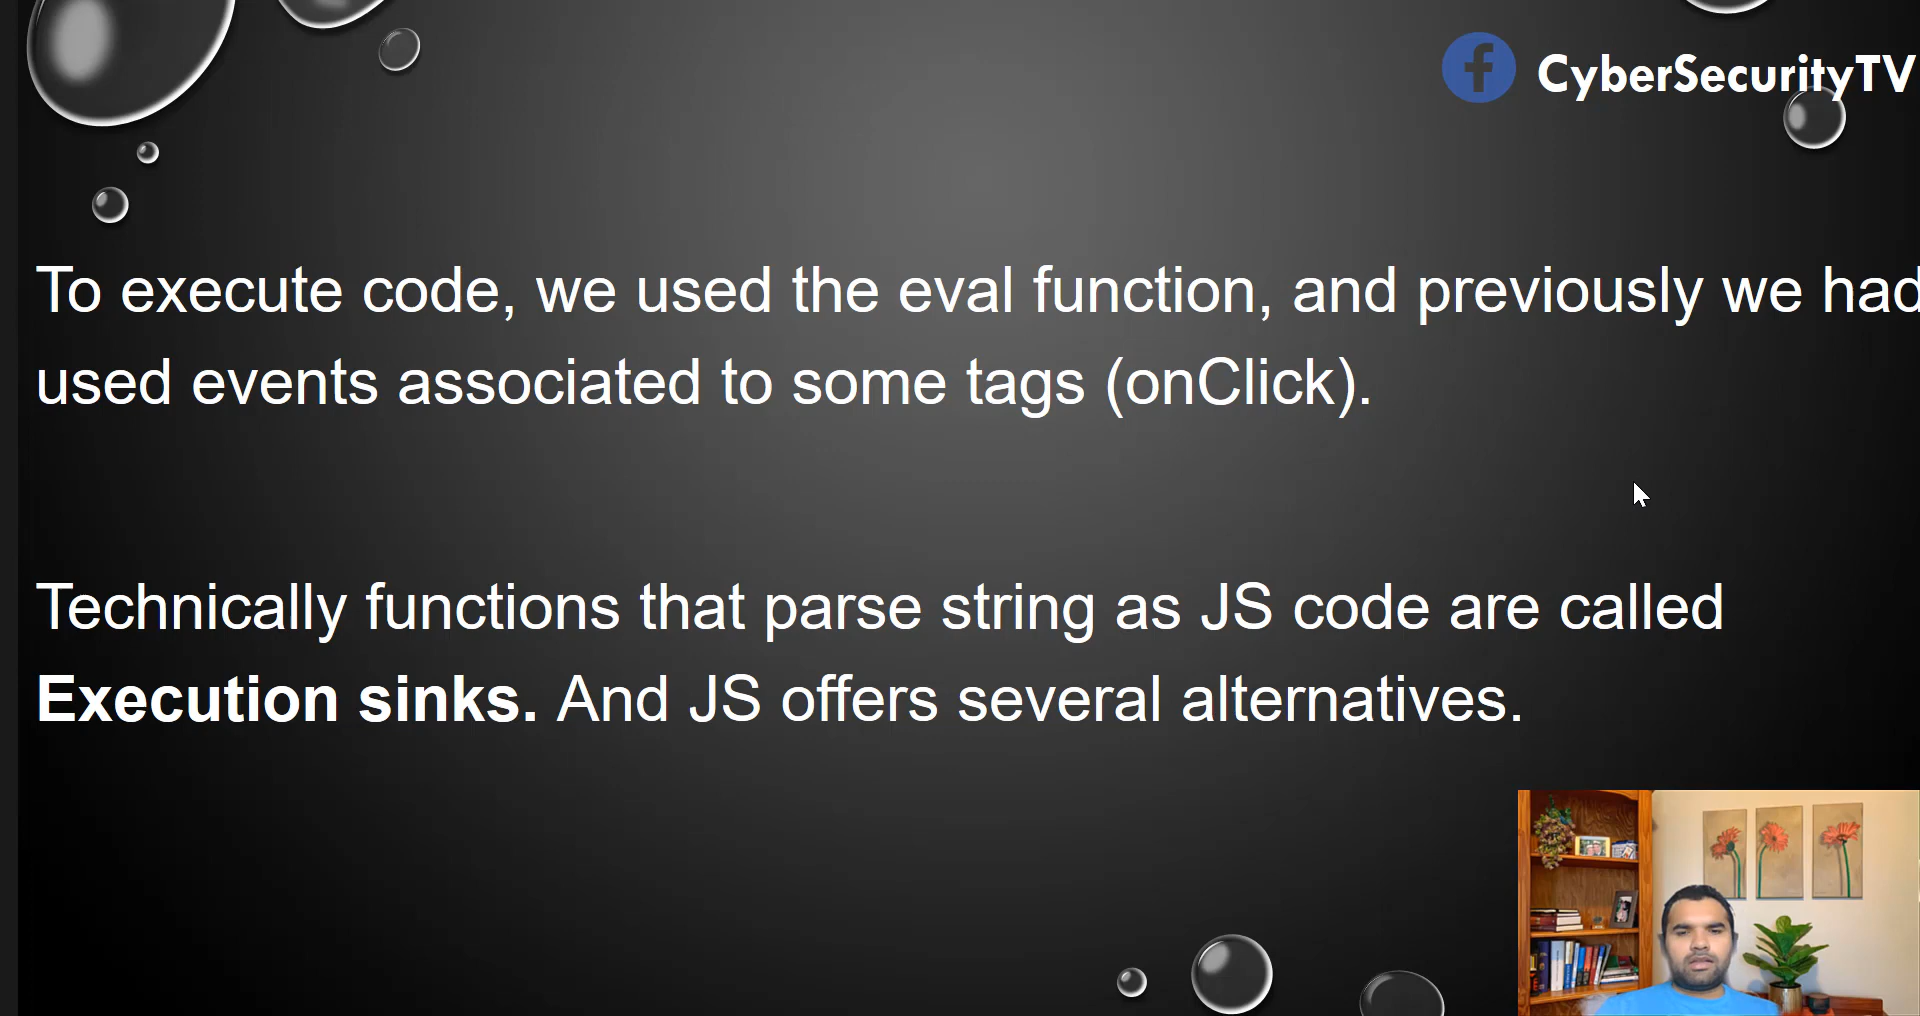 CyberSecurityTV
To execute code, we used the eval function, and previously we had
used events associated to some tags (onClick).
Technically functions that parse string as JS code are called
Execution sinks. And JS offers several alternatives.